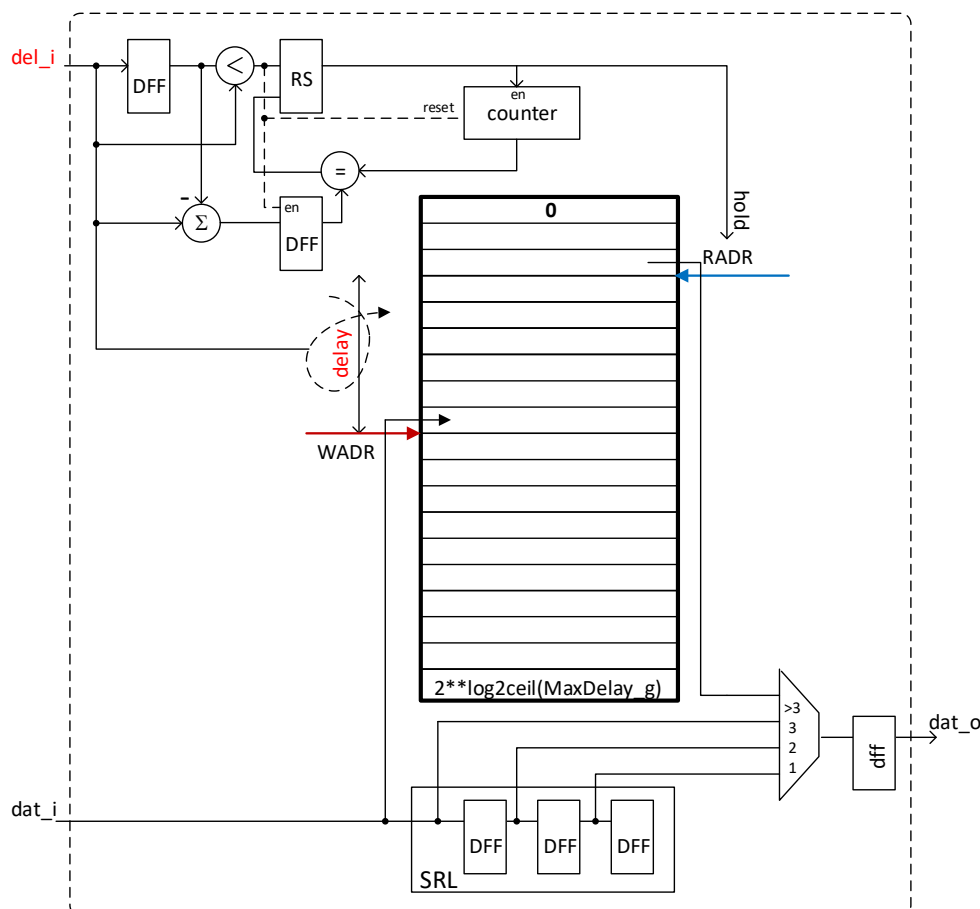 del_i
DFF
<
RS
en
counter
reset
=
-
Σ
en
DFF
0
hold
RADR
delay
WADR
2**log2ceil(MaxDelay_g)
>3
3
2
1
dff
dat_o
dat_i
DFF
DFF
DFF
SRL